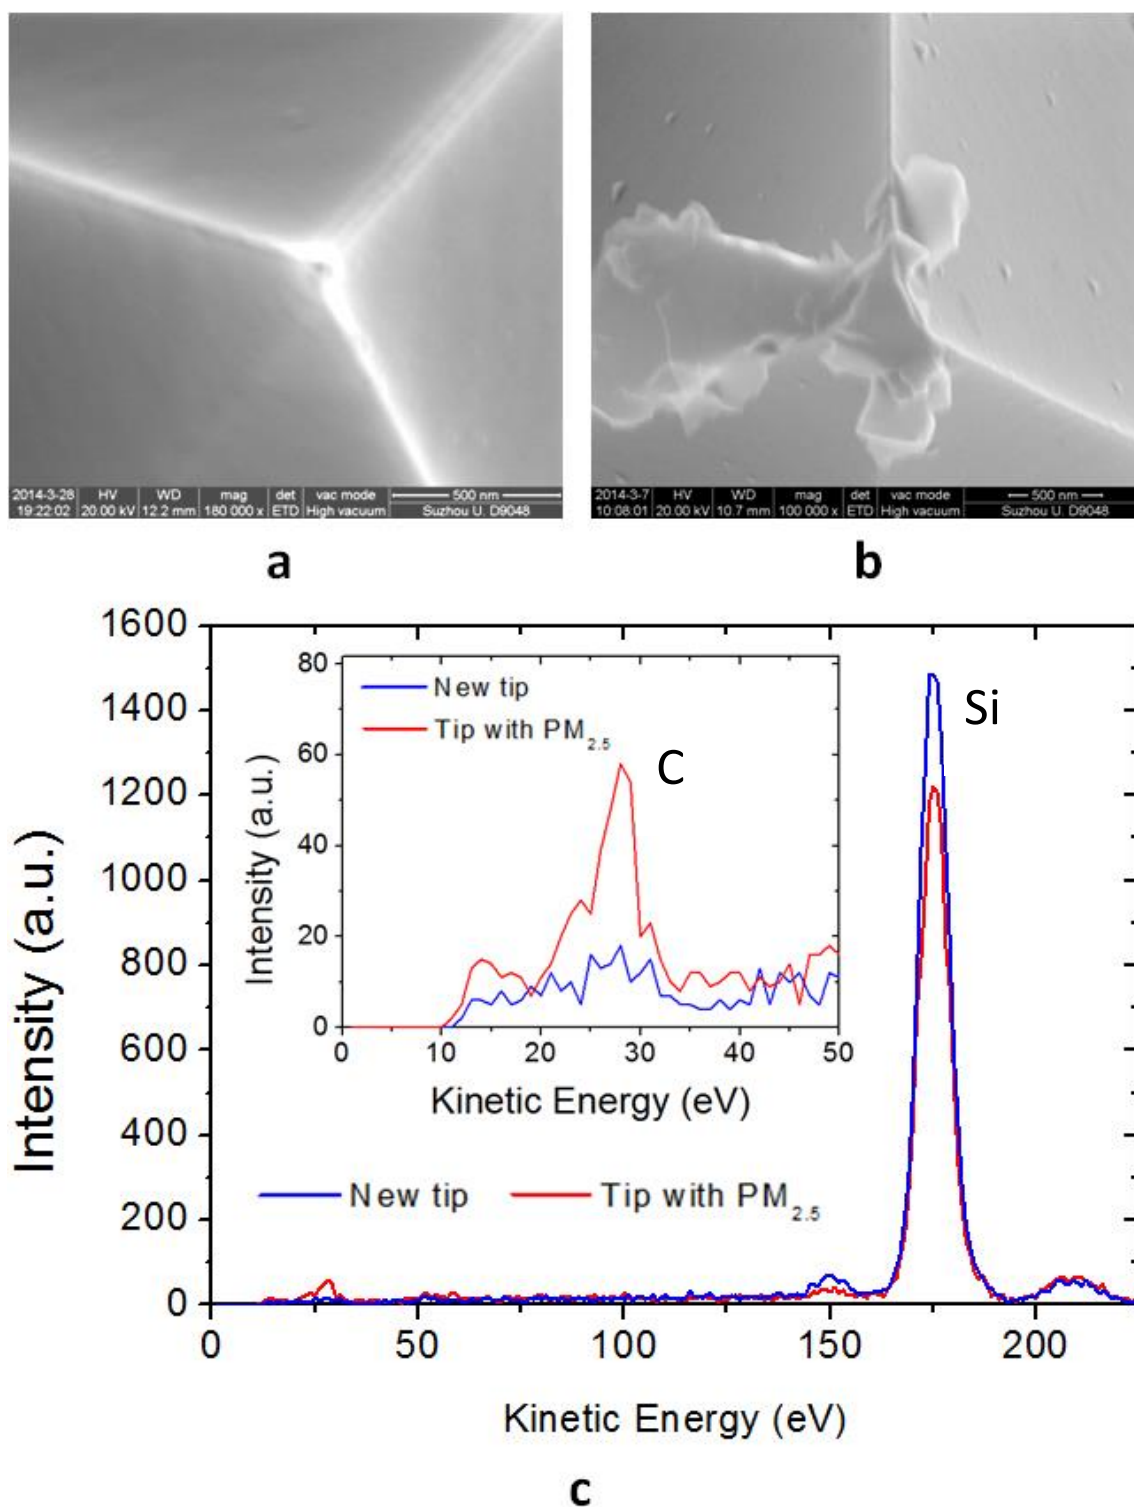 2014-3-28 HV WD mag det vac mode 500 nm
19:22:02 20.00 kV 12.2 mm 180 000 x ETD High vacuum Suzhou U. D9048
2014-3-7 HV WD mag det vac mode 500 nm
10:08:01 20.00 kV 10.7 mm 100 000 x ETD High vacuum Suzhou U. D9048
a
b
1600
1400
1200
1000
800
600
400
200
0
Intensity (a.u.)
80
60
40
20
0
Intensity (a.u.)
New tip
Tip with PM2.5
C
Si
0 10 20 30 40 50
Kinetic Energy (eV)
New tip Tip with PM2.5
0 50 100 150 200
Kinetic Energy (eV)
c